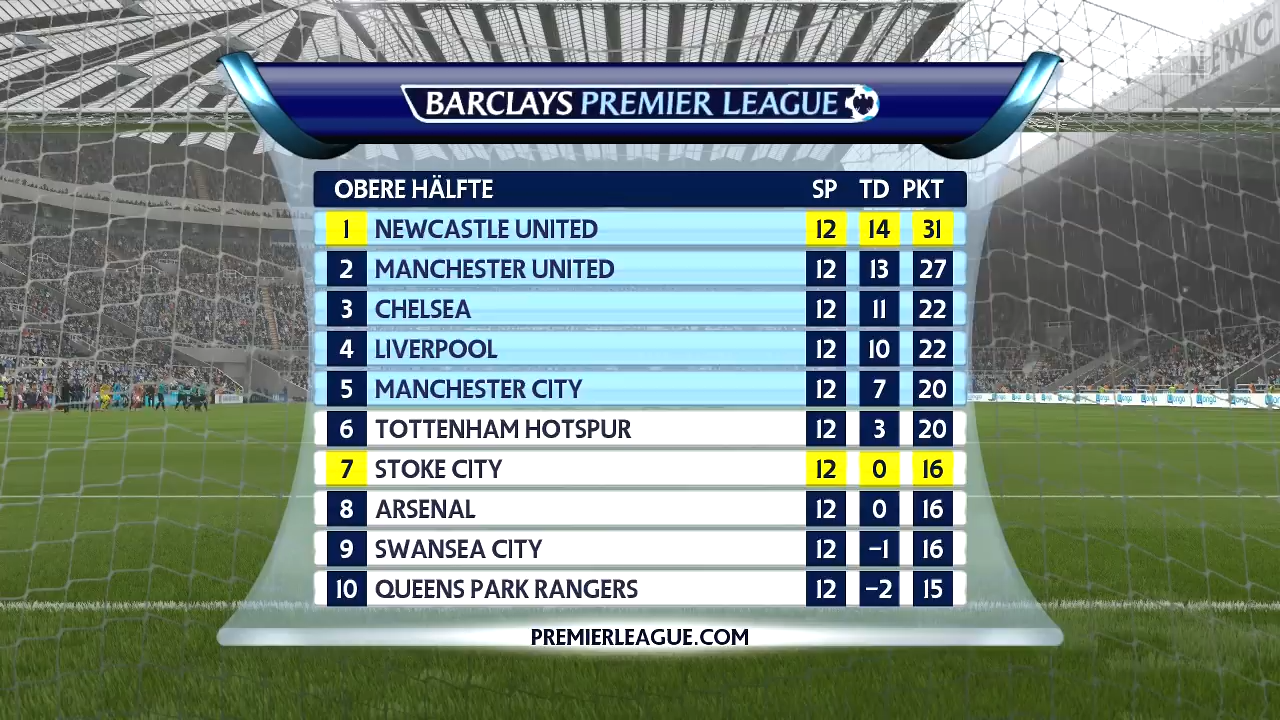 NEWC
BARCLAYS PREMIER LEAGUE
OBERE HÄLFTE SP TD PKT
1 NEWCASTLE UNITED 12 14 31
2 MANCHESTER UNITED 12 13 27
3 CHELSEA 12 11 22
4 LIVERPOOL 12 10 22
5 MANCHESTER CITY 12 7 20
6 TOTTENHAM HOTSPUR 12 3 20
7 STOKE CITY 12 0 16
8 ARSENAL 12 0 16
9 SWANSEA CITY 12 -1 16
10 QUEENS PARK RANGERS 12 -2 15
PREMIERLEAGUE.COM